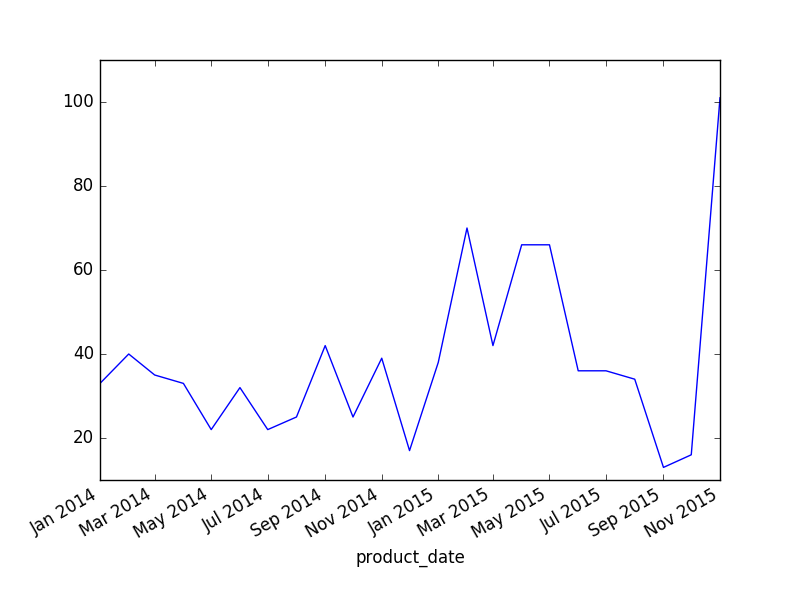 100
80
60
40
20
Jan 2014
Mar 2014
May 2014
Jul 2014
Sep 2014
Nov 2014
Jan 2015
Mar 2015
May 2015
Jul 2015
Sep 2015
Nov 2015
product_date